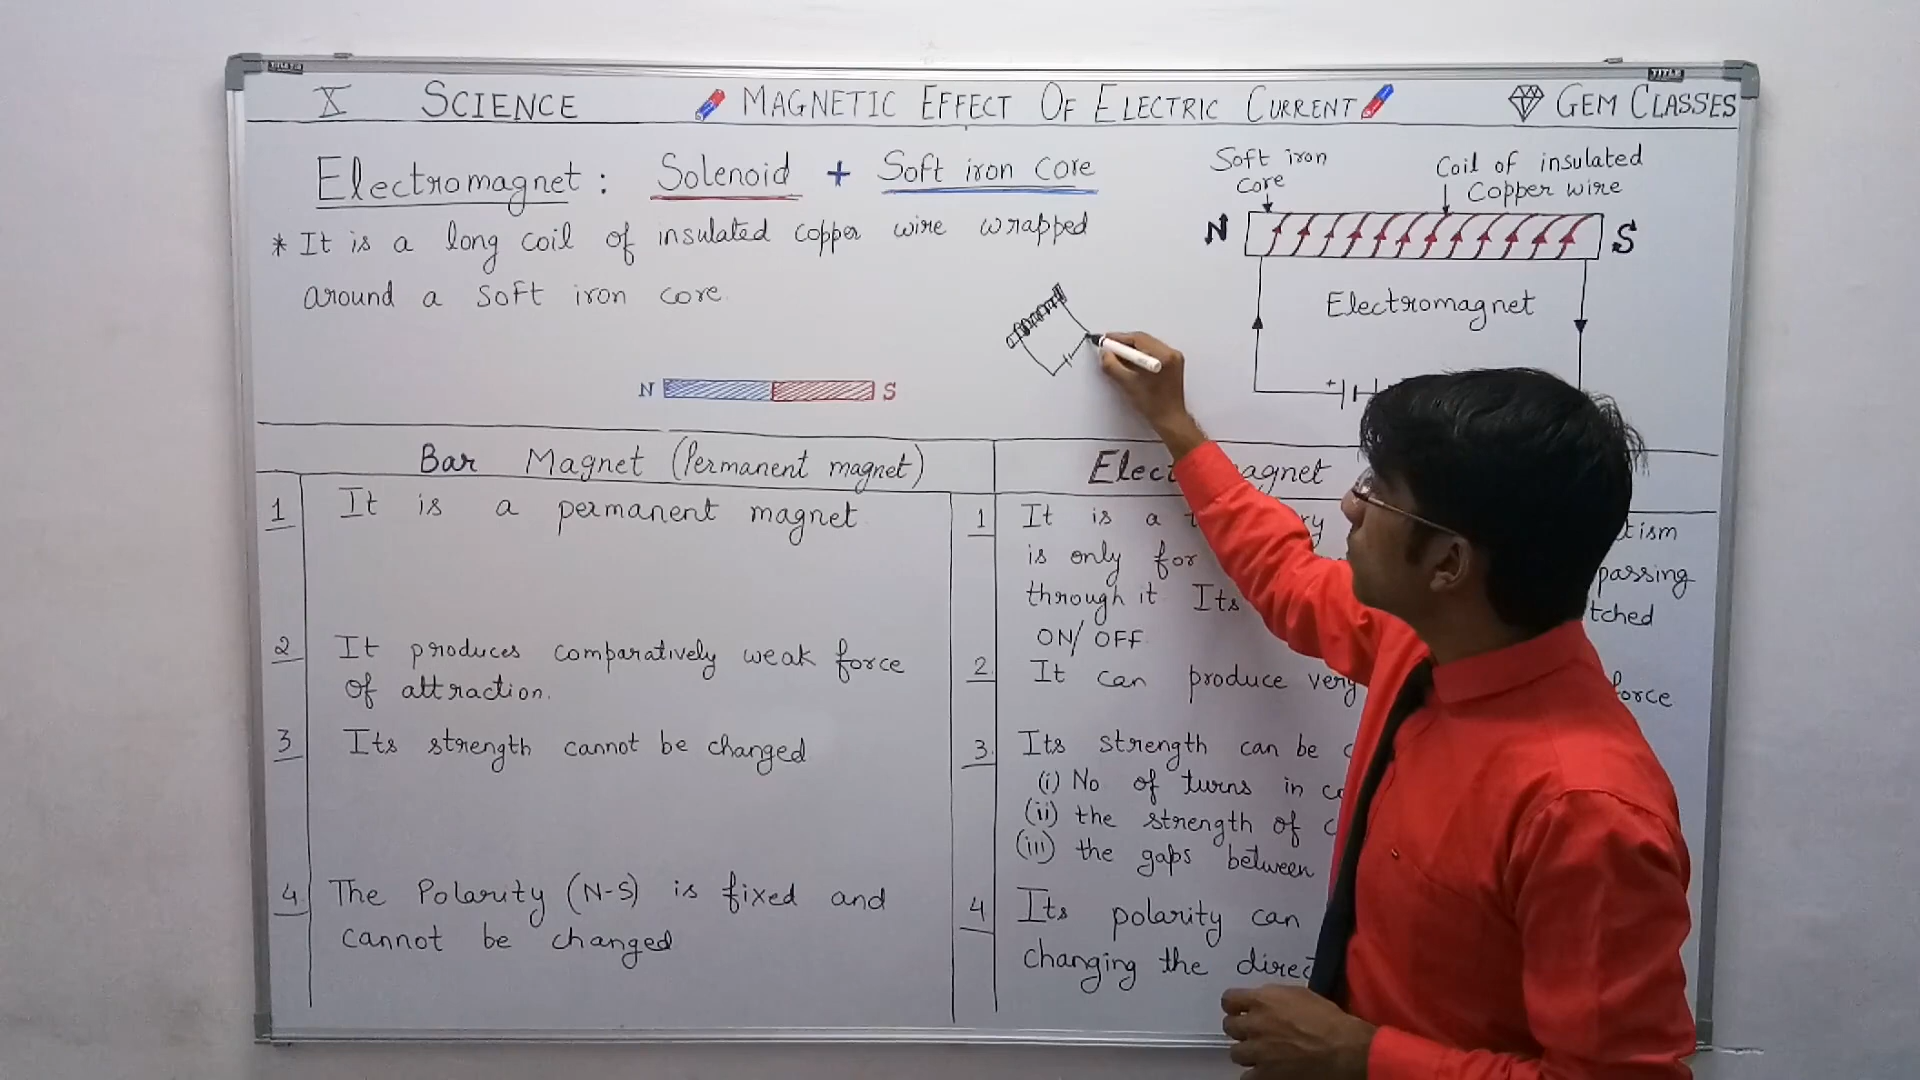 X SCIENCE MAGNETIC EFFECT OF ELECTRIC CURRENT GEM CLASSES
Electromagnet : Solenoid + Soft iron core
* It is a long coil of insulated copper wire wrapped
around a soft iron core.
Soft iron
core
Coil of insulated
copper wire
N S
Electromagnet
+
N S
Bar Magnet (Permanent magnet)
1 It is a permanent magnet
2 It produces comparatively weak force
of attraction.
3 Its strength cannot be changed
4. The Polarity (N-S) is fixed and
cannot be changed
1 It is a
is only for passing
through it. Its
ON/OFF.
2. It can produce very force
3. Its strength can be
(i) No of turns in
(ii) the strength of
(iii) the gaps between
4 Its polarity can
changing the